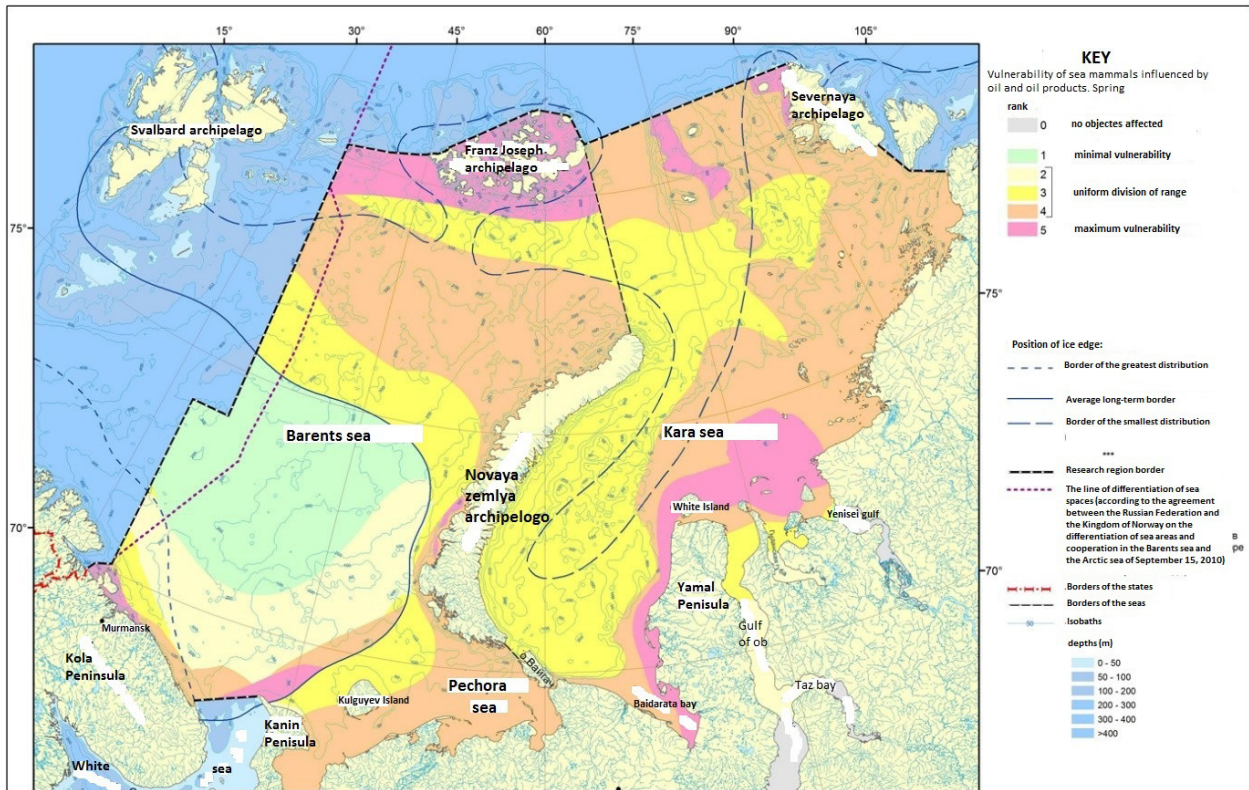 15°
30°
45°
60°
75°
90°
105°
75°
70°
75°
70°
Svalbard archipelago
Franz Joseph
archipelago
Severnaya
archipelago
Barents sea
Kara sea
Novaya
zemlya
archipelogo
White Island
Yenisei gulf
Yamal
Penisula
Gulf
of ob
Taz bay
Murmansk
Kola
Peninsula
Kulguyev Island
Pechora
sea
о.Вайгач
Baidarata bay
Kanin
Penisula
White
sea
KEY
Vulnerability of sea mammals influenced by
oil and oil products. Spring
rank
0 no objectes affected
1 minimal vulnerability
2
3 uniform division of range
4
5 maximum vulnerability
Position of ice edge:
Border of the greatest distribution
Average long-term border
Border of the smallest distribution
***
Research region border
The line of differentiation of sea
spaces (according to the agreement
between the Russian Federation and
the Kingdom of Norway on the
differentiation of sea areas and
cooperation in the Barents sea and
the Arctic sea of September 15, 2010)
в
ре
Borders of the states
Borders of the seas
50 Isobaths
depths (m)
0 - 50
50 - 100
100 - 200
200 - 300
300 - 400
>400